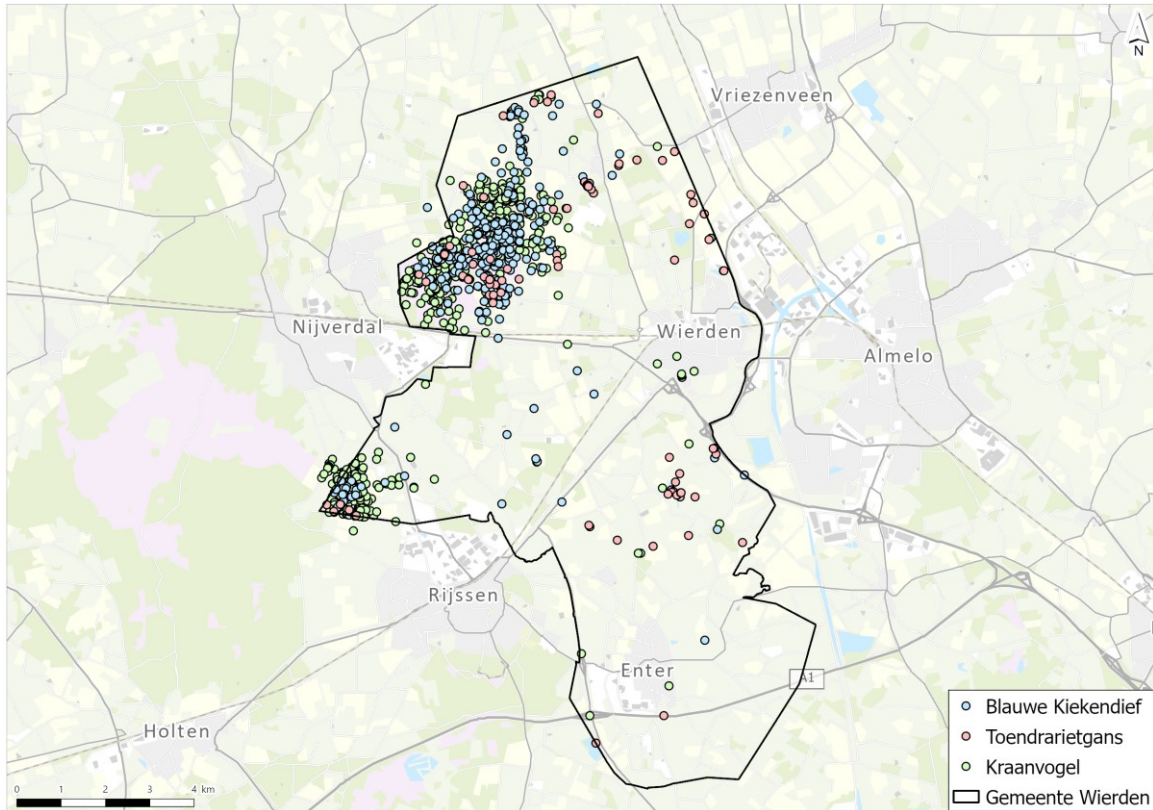 N
Vriezenveen
Nijverdal
Wierden
Almelo
Rijssen
Enter
A1
Holten
Blauwe Kiekendief
Toendrarietgans
Kraanvogel
Gemeente Wierden
0 1 2 3 4 km